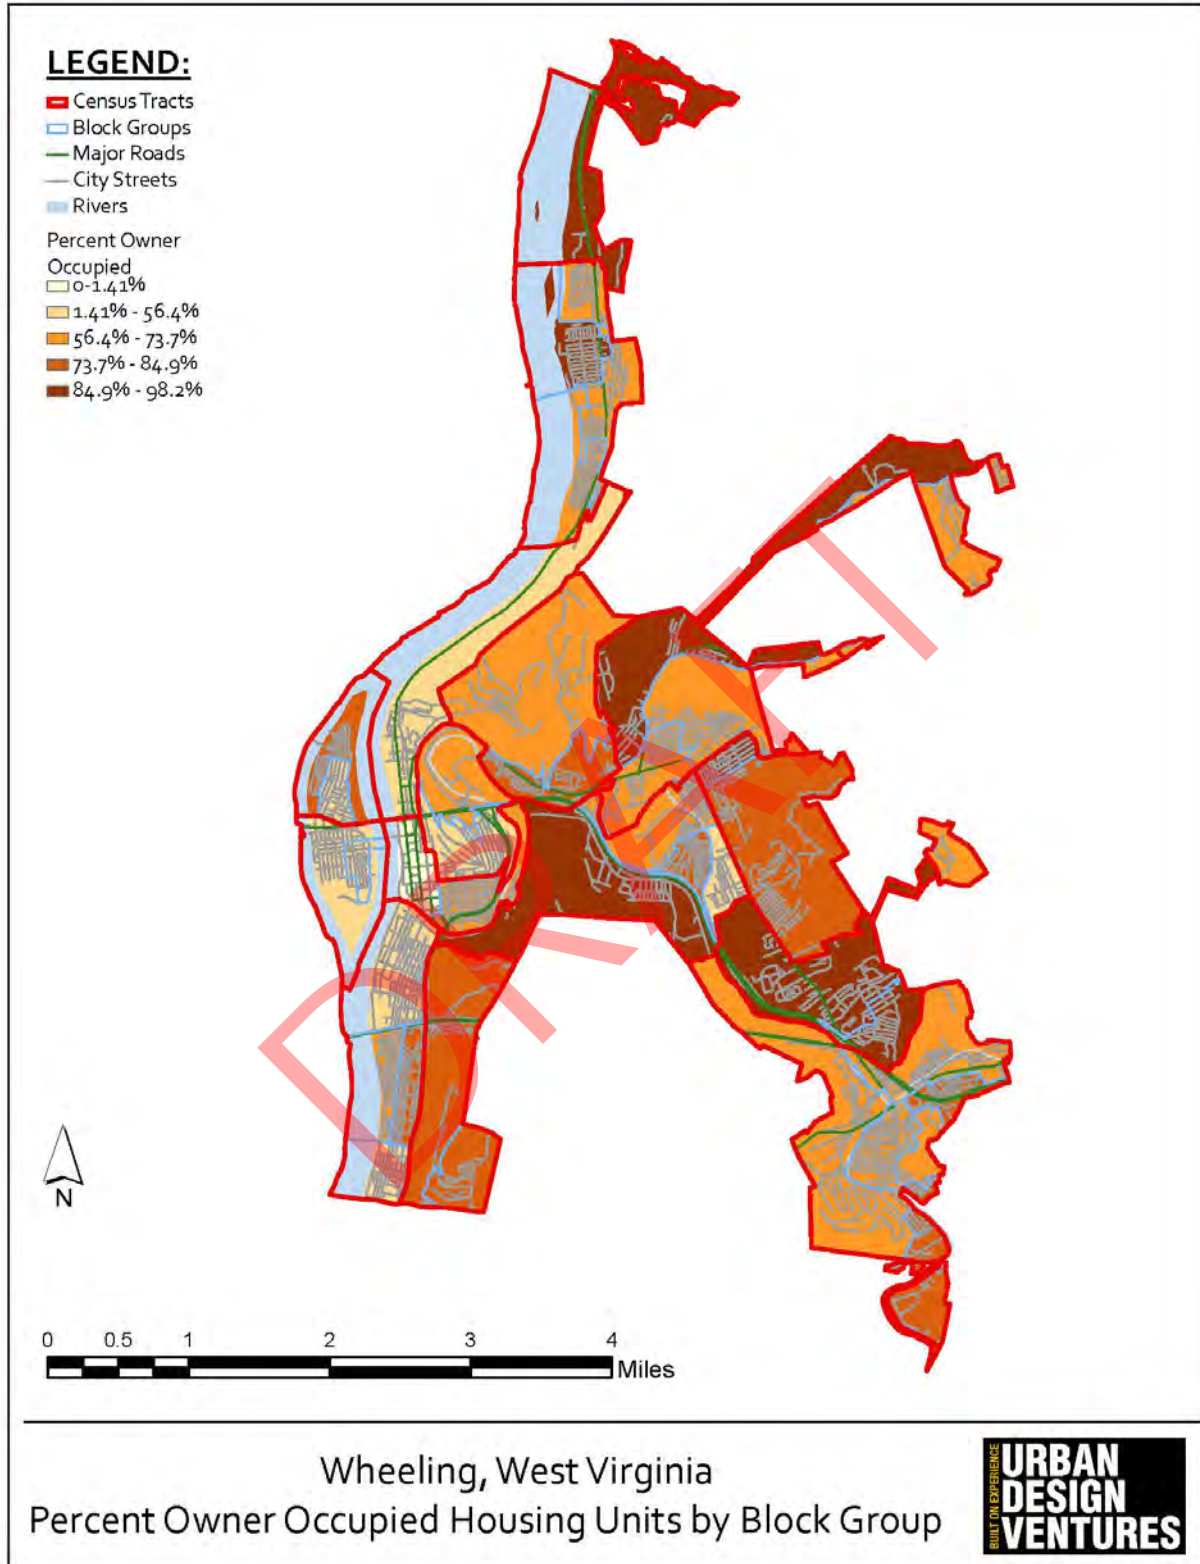 LEGEND:
Census Tracts
Block Groups
Major Roads
City Streets
Rivers
Percent Owner
Occupied
0-1.41%
1.41% - 56.4%
56.4% - 73.7%
73.7% - 84.9%
84.9% - 98.2%
DRAFT
N
0 0.5 1 2 3 4
Miles
Wheeling, West Virginia
Percent Owner Occupied Housing Units by Block Group
BUILT ON EXPERIENCE
URBAN
DESIGN
VENTURES